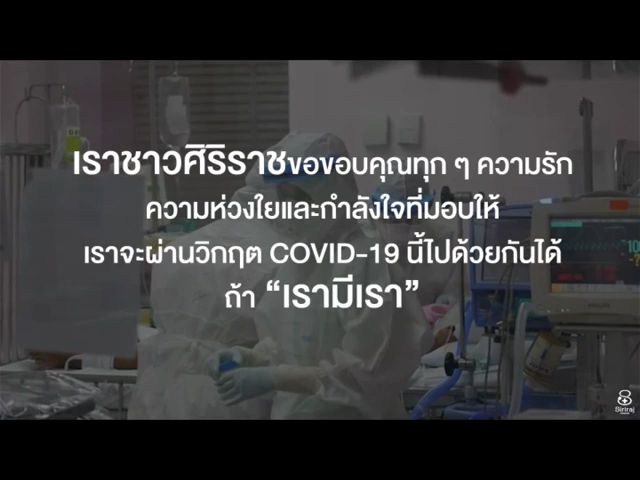 เราชาวศิริราชขอขอบคุณทุก ๆ ความรัก
ความห่วงใยและกำลังใจที่มอบให้
เราจะผ่านวิกฤต COVID-19 นี้ไปด้วยกันได้
ถ้า “เรามีเรา”
Siriraj